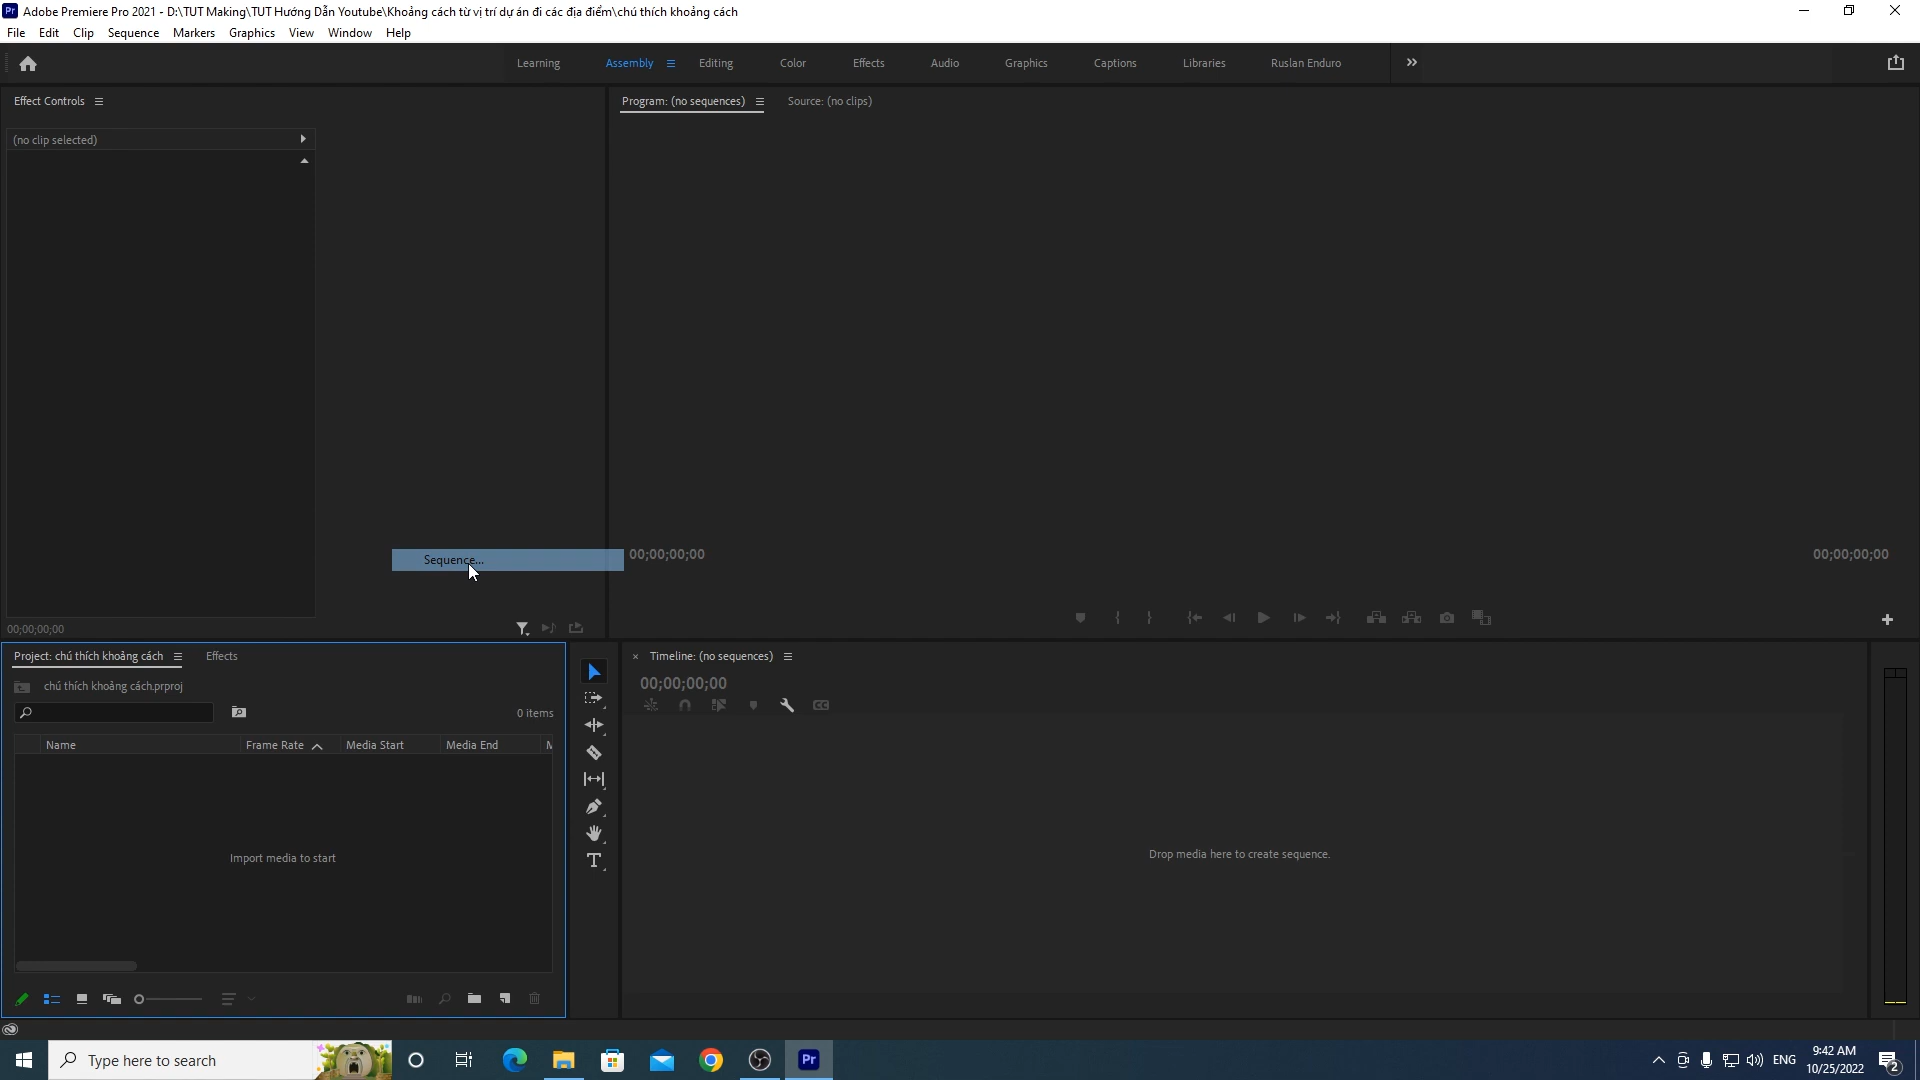 Adobe Premiere Pro 2021 - D:\TUT Making\TUT Hướng Dẫn Youtube\Khoảng cách từ vị trí dự án đi các địa điểm\chú thích khoảng cách
File Edit Clip Sequence Markers Graphics View Window Help
Learning Assembly Editing Color Effects Audio Graphics Captions Libraries Ruslan Enduro
Effect Controls
Program: (no sequences) Source: (no clips)
(no clip selected)
Sequence...
00;00;00;00 00;00;00;00
00;00;00;00
Project: chú thích khoảng cách Effects
Timeline: (no sequences)
chú thích khoảng cách.prproj
00;00;00;00
CC
0 items
Name Frame Rate Media Start Media End
Import media to start
Drop media here to create sequence.
Type here to search
Pr
ENG
9:42 AM
10/25/2022
2